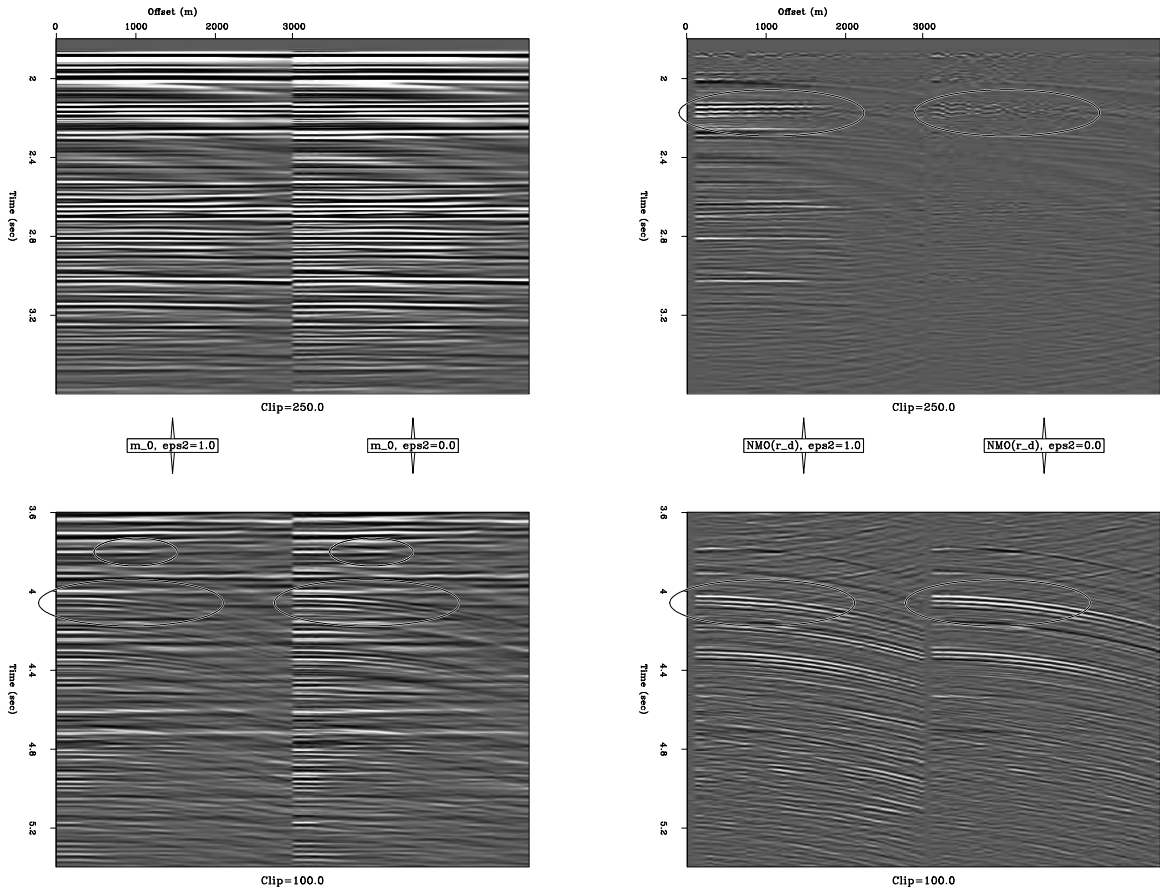 Offset (m)
0 1000 2000 3000
Time (sec)
2
2.4
2.8
3.2
Clip=250.0
Offset (m)
0 1000 2000 3000
Time (sec)
2
2.4
2.8
3.2
Clip=250.0
m_0, eps2=1.0
m_0, eps2=0.0
NMO(r_d), eps2=1.0
NMO(r_d), eps2=0.0
Time (sec)
3.6
4
4.4
4.8
5.2
Clip=100.0
Time (sec)
3.6
4
4.4
4.8
5.2
Clip=100.0